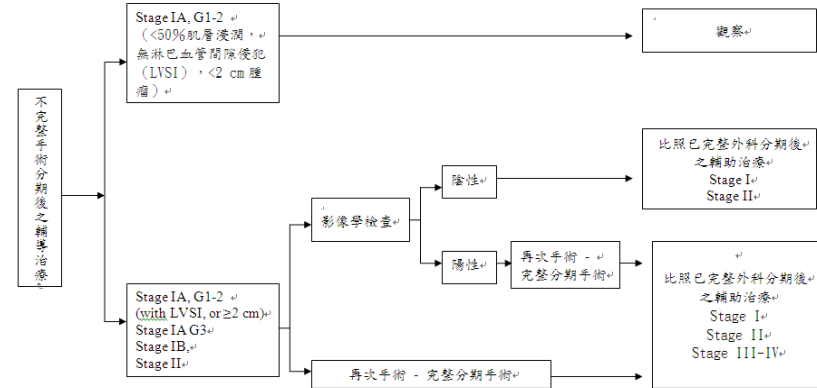 不完整手術分期後之輔導治療
Stage IA, G1-2
（<50%肌層浸潤，
無淋巴血管間隙侵犯
（LVSI），<2 cm 腫
瘤）
觀察
Stage IA, G1-2
(with LVSI, or≥2 cm)
Stage IA G3
Stage IB,
Stage II
影像學檢查
陰性
比照已完整外科分期後
之輔助治療
Stage I
Stage II
陽性
再次手術 -
完整分期手術
比照已完整外科分期後
之輔助治療
Stage I
Stage II
Stage III-IV
再次手術 - 完整分期手術